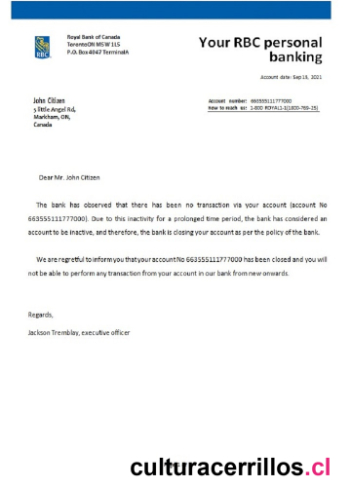 RBC
Royal Bank of Canada
TorontoON M5W 1L5
P.O. Box 4047 TerminalA
Your RBC personal
banking
Account date: Sep 16, 2021
John Citizen
5 little Angel Rd,
Markham, ON,
Canada
Account number: 663555111777000
How to reach us: 1-800 ROYAL1-1(1800-769-25)
Dear Mr. John Citizen
The bank has observed that there has been no transaction via your account (account No
663555111777000). Due to this inactivity for a prolonged time period, the bank has considered an
account to be inactive, and therefore, the bank is closing your account as per the policy of the bank.
We are regretful to inform you that your account No 663555111777000 has been closed and you will
not be able to perform any transaction from your account in our bank from new onwards.
Regards,
Jackson Tremblay, executive officer
culturacerrillos.cl